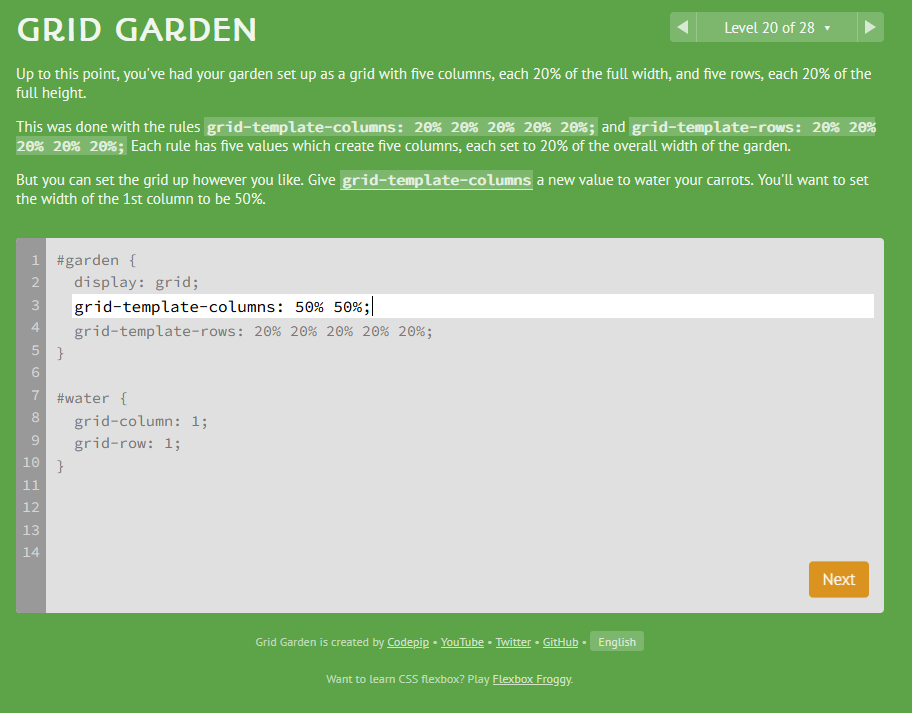 GRID GARDEN
Level 20 of 28 ▾
Up to this point, you've had your garden set up as a grid with five columns, each 20% of the full width, and five rows, each 20% of the
full height.
This was done with the rules grid-template-columns: 20% 20% 20% 20% 20%; and grid-template-rows: 20% 20%
20% 20% 20%; Each rule has five values which create five columns, each set to 20% of the overall width of the garden.
But you can set the grid up however you like. Give grid-template-columns a new value to water your carrots. You'll want to set
the width of the 1st column to be 50%.
1 #garden {
2 display: grid;
3 grid-template-columns: 50% 50%;
4 grid-template-rows: 20% 20% 20% 20% 20%;
5 }
6
7 #water {
8 grid-column: 1;
9 grid-row: 1;
10 }
11
12
13
14
Next
Grid Garden is created by Codepip • YouTube • Twitter • GitHub • English
Want to learn CSS flexbox? Play Flexbox Froggy.